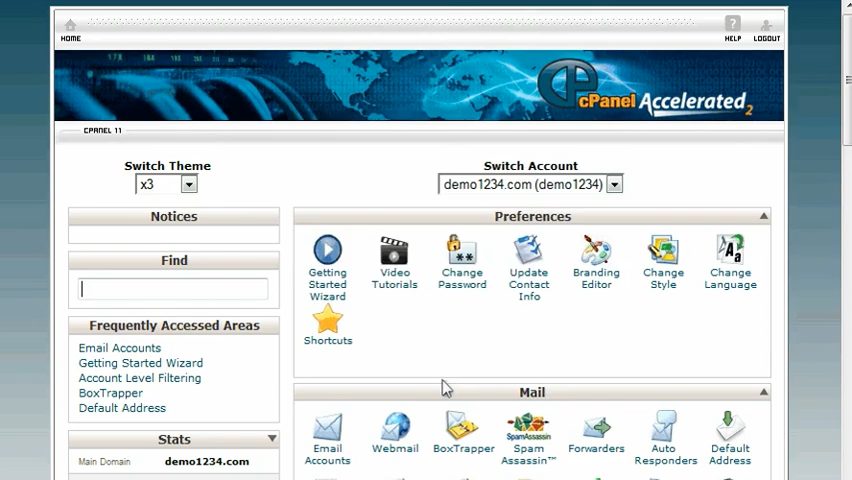 HOME
?
HELP
LOGOUT
cPanel Accelerated 2
CPANEL 11
Switch Theme
x3
Switch Account
demo1234.com (demo1234)
Notices
Find
Frequently Accessed Areas
Email Accounts
Getting Started Wizard
Account Level Filtering
BoxTrapper
Default Address
Stats
Main Domain demo1234.com
Preferences
Getting
Started
Wizard
Video
Tutorials
**
Change
Password
Update
Contact
Info
Branding
Editor
Change
Style
Aa
Change
Language
Shortcuts
Mail
Email
Accounts
Webmail
BoxTrapper
SpamAssassin
Spam
Assassin™
Forwarders
Auto
Responders
Default
Address